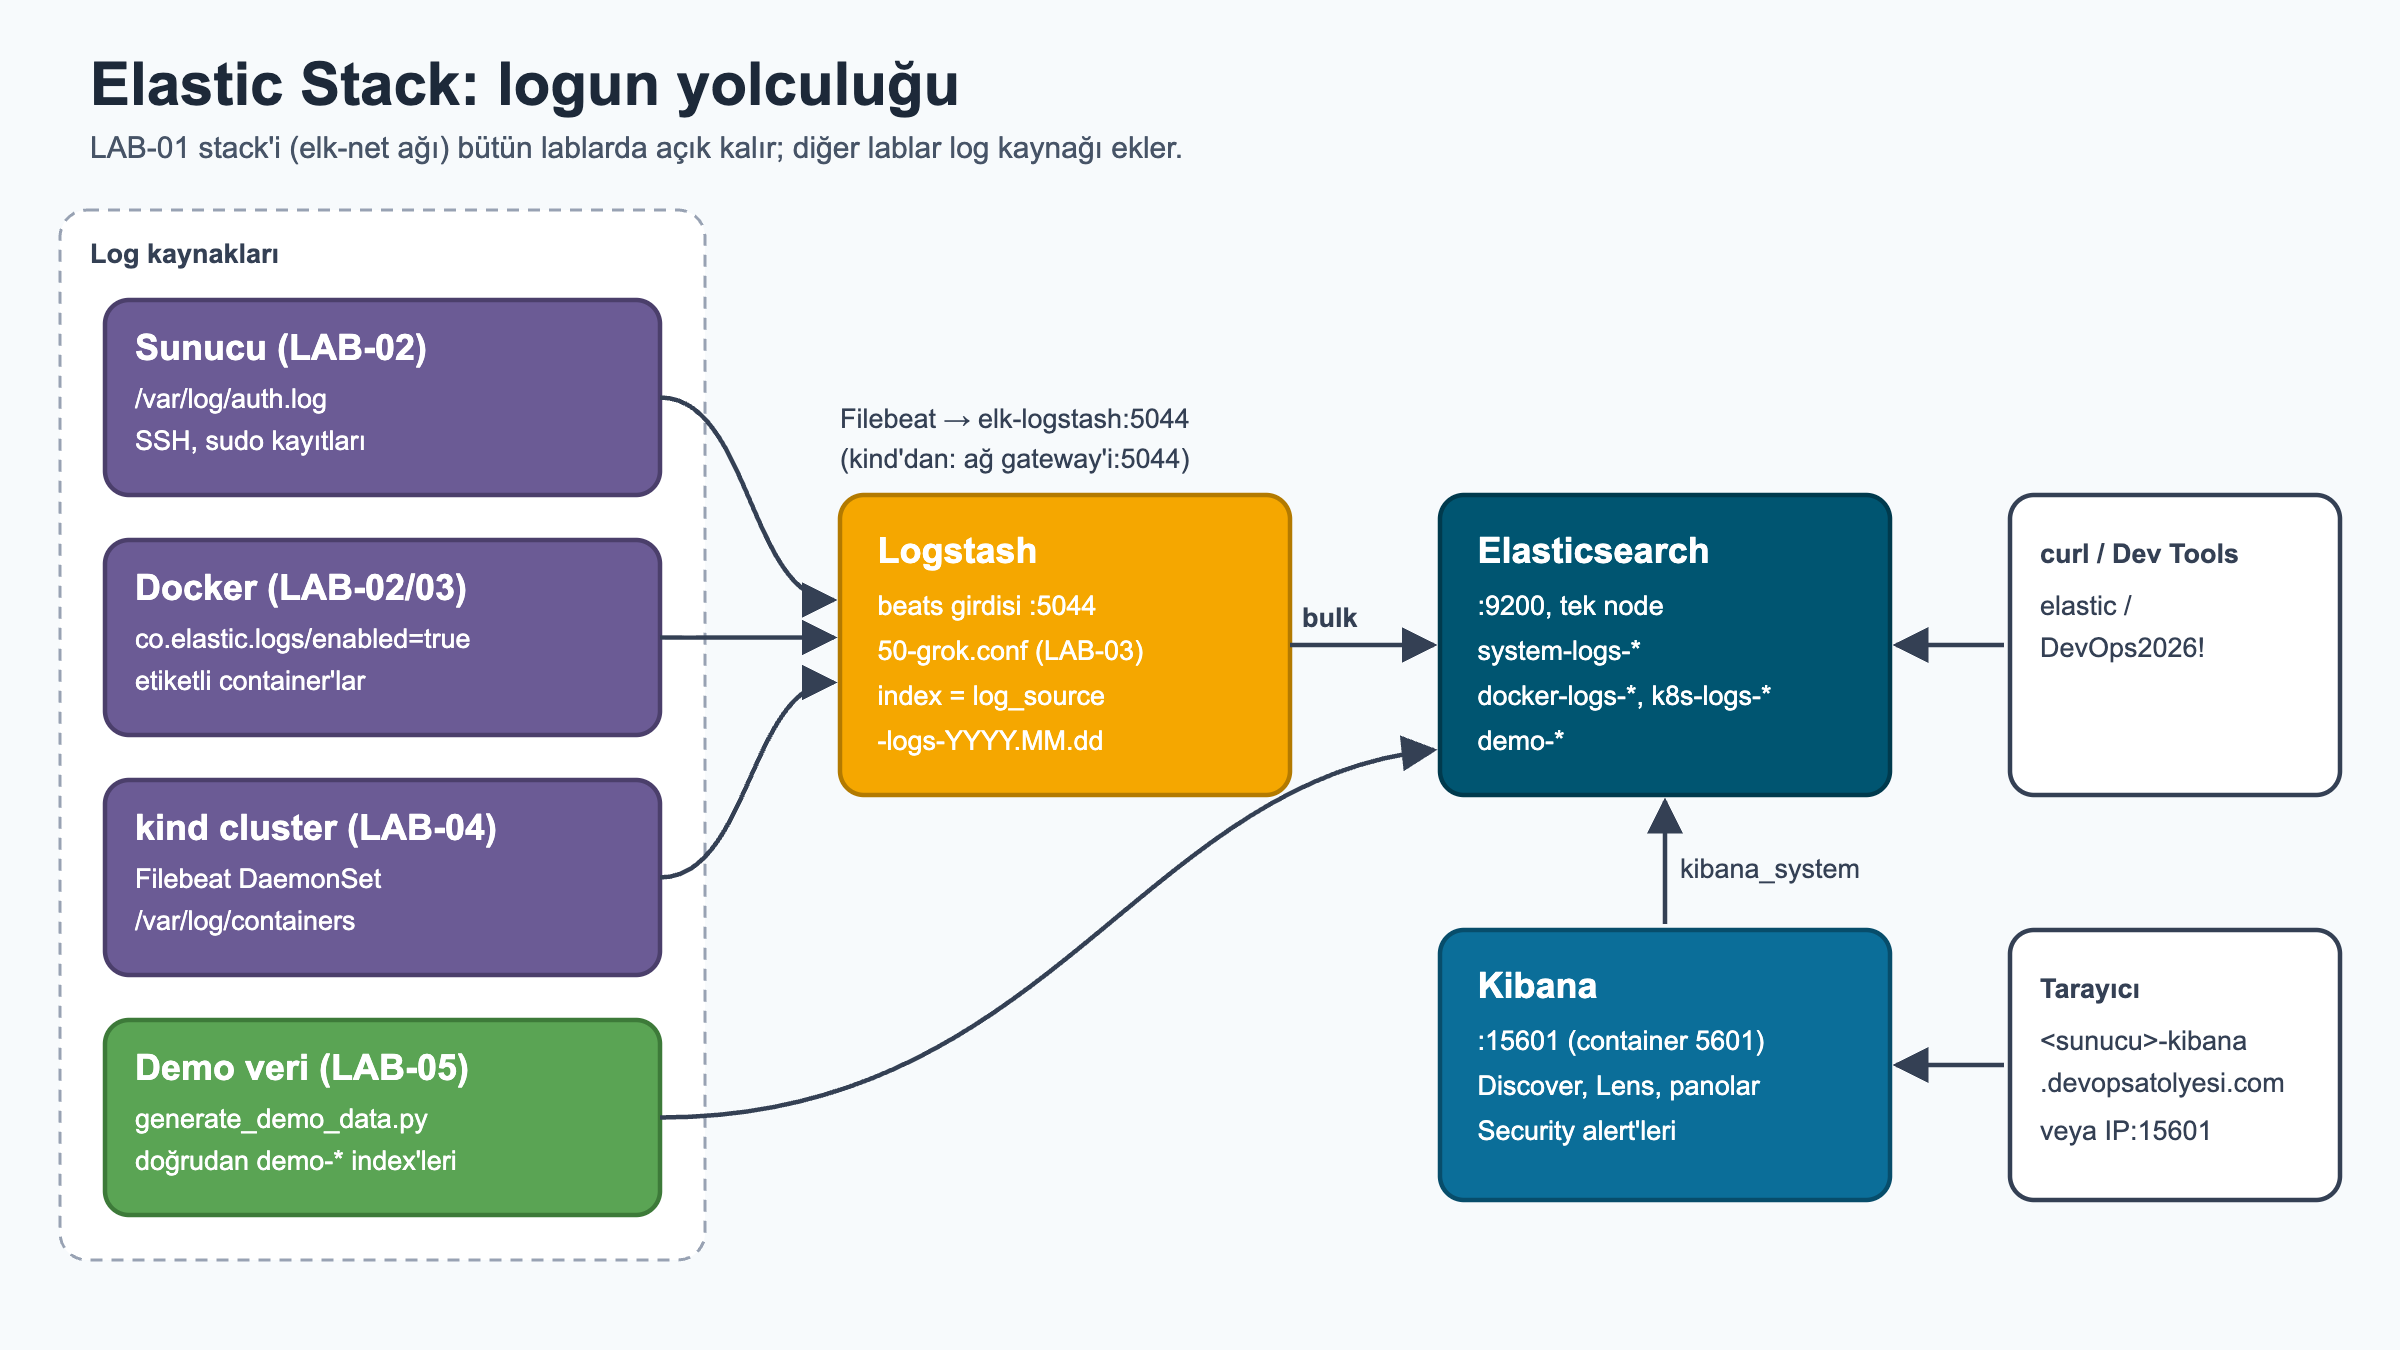 Elastic Stack: logun yolculuğu
LAB-01 stack'i (elk-net ağı) bütün lablarda açık kalır; diğer lablar log kaynağı ekler.
Log kaynakları
Sunucu (LAB-02)
/var/log/auth.log
SSH, sudo kayıtları
Docker (LAB-02/03)
co.elastic.logs/enabled=true
etiketli container'lar
kind cluster (LAB-04)
Filebeat DaemonSet
/var/log/containers
Demo veri (LAB-05)
generate_demo_data.py
doğrudan demo-* index'leri
Filebeat → elk-logstash:5044
(kind'dan: ağ gateway'i:5044)
Logstash
beats girdisi :5044
50-grok.conf (LAB-03)
index = log_source
-logs-YYYY.MM.dd
bulk
Elasticsearch
:9200, tek node
system-logs-*
docker-logs-*, k8s-logs-*
demo-*
curl / Dev Tools
elastic /
DevOps2026!
kibana_system
Kibana
:15601 (container 5601)
Discover, Lens, panolar
Security alert'leri
Tarayıcı
<sunucu>-kibana
.devopsatolyesi.com
veya IP:15601